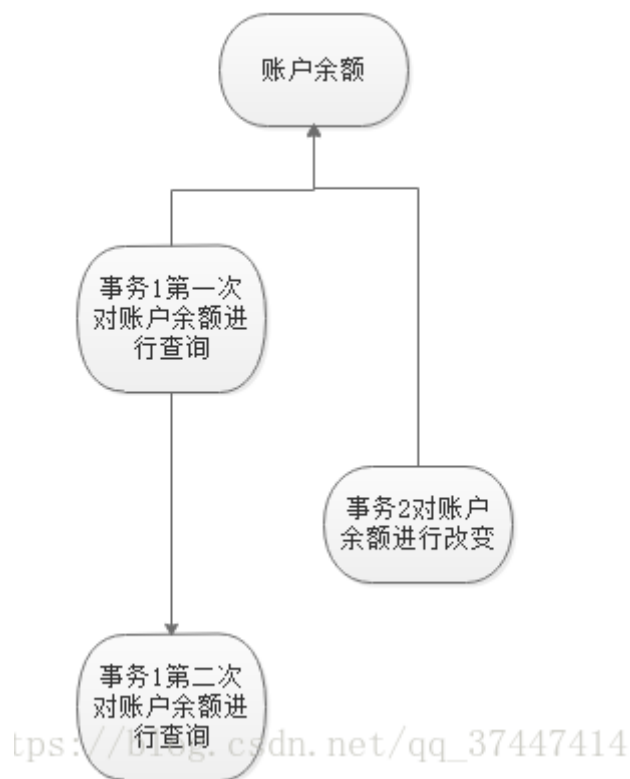 账户余额
事务1第一次
对账户余额进
行查询
事务2对账户
余额进行改变
事务1第二次
对账户余额进
行查询
tps://blog.csdn.net/qq_37447414